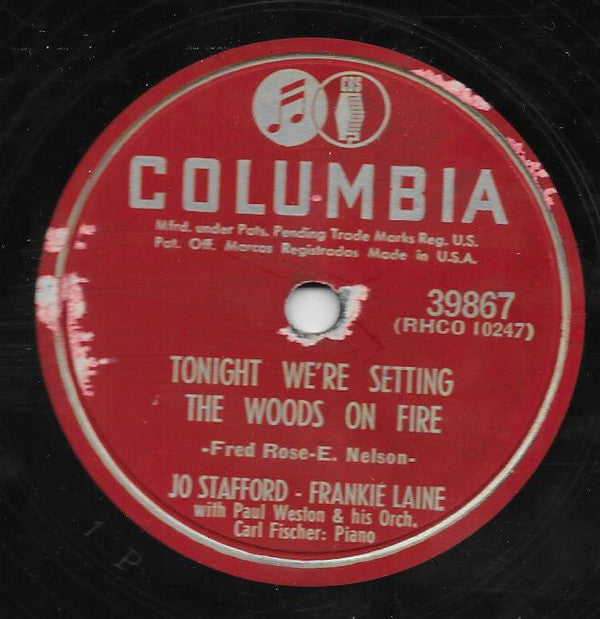 CBS
COLUMBIA
Mfrd. under Pats. Pending Trade Marks Reg. U.S.
Pat. Off. Marcas Registradas Made in U.S.A.
39867
(RHCO 10247)
TONIGHT WE'RE SETTING
THE WOODS ON FIRE
-Fred Rose-E. Nelson-
JO STAFFORD - FRANKIE LAINE
with Paul Weston & his Orch.
Carl Fischer: Piano
1 P